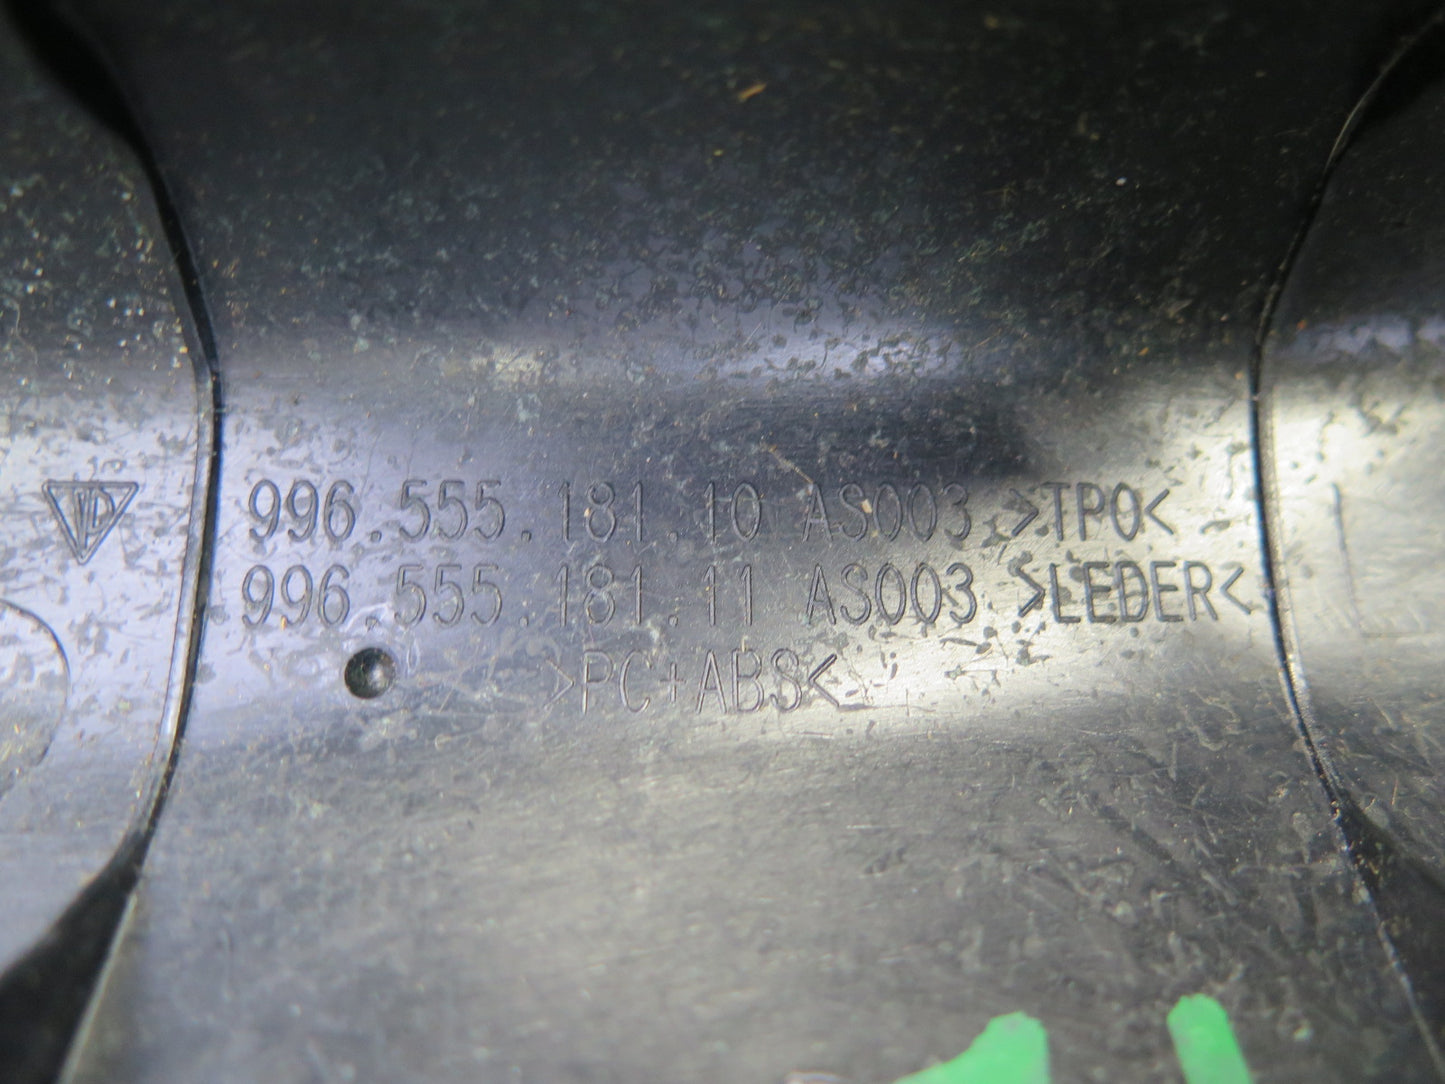 996.555.181.10 AS003 >TPO<
996.555.181.11 AS003 >LEDER<
>PC+ABS<